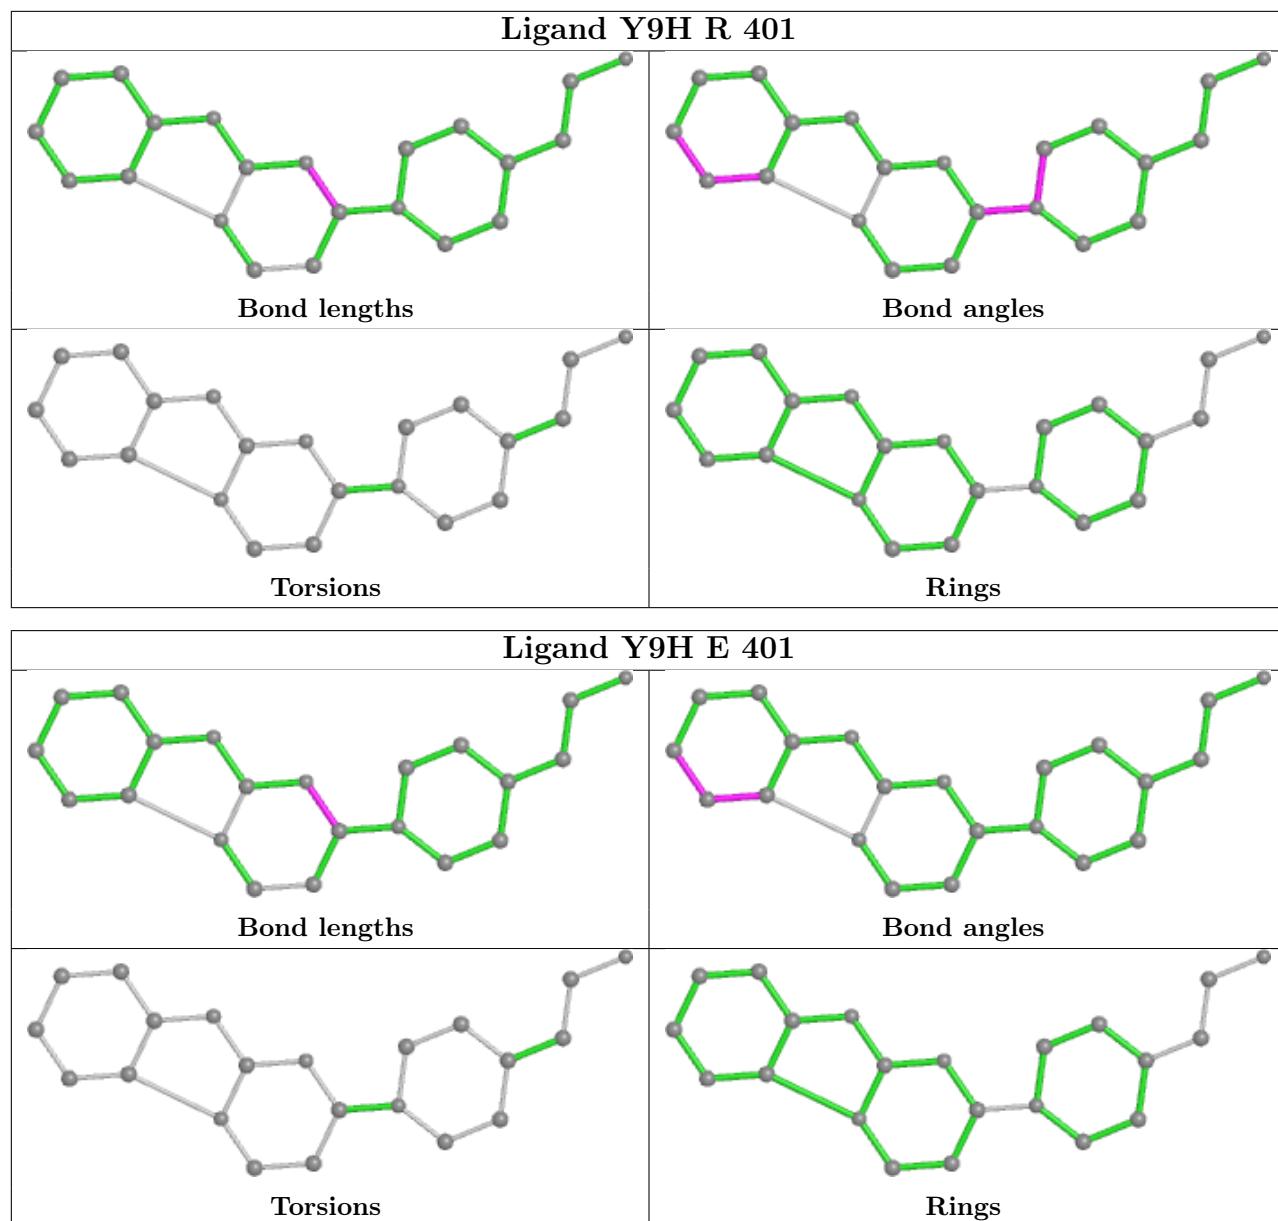 Ligand Y9H R 401
Bond lengths
Bond angles
Torsions
Rings
Ligand Y9H E 401
Bond lengths
Bond angles
Torsions
Rings